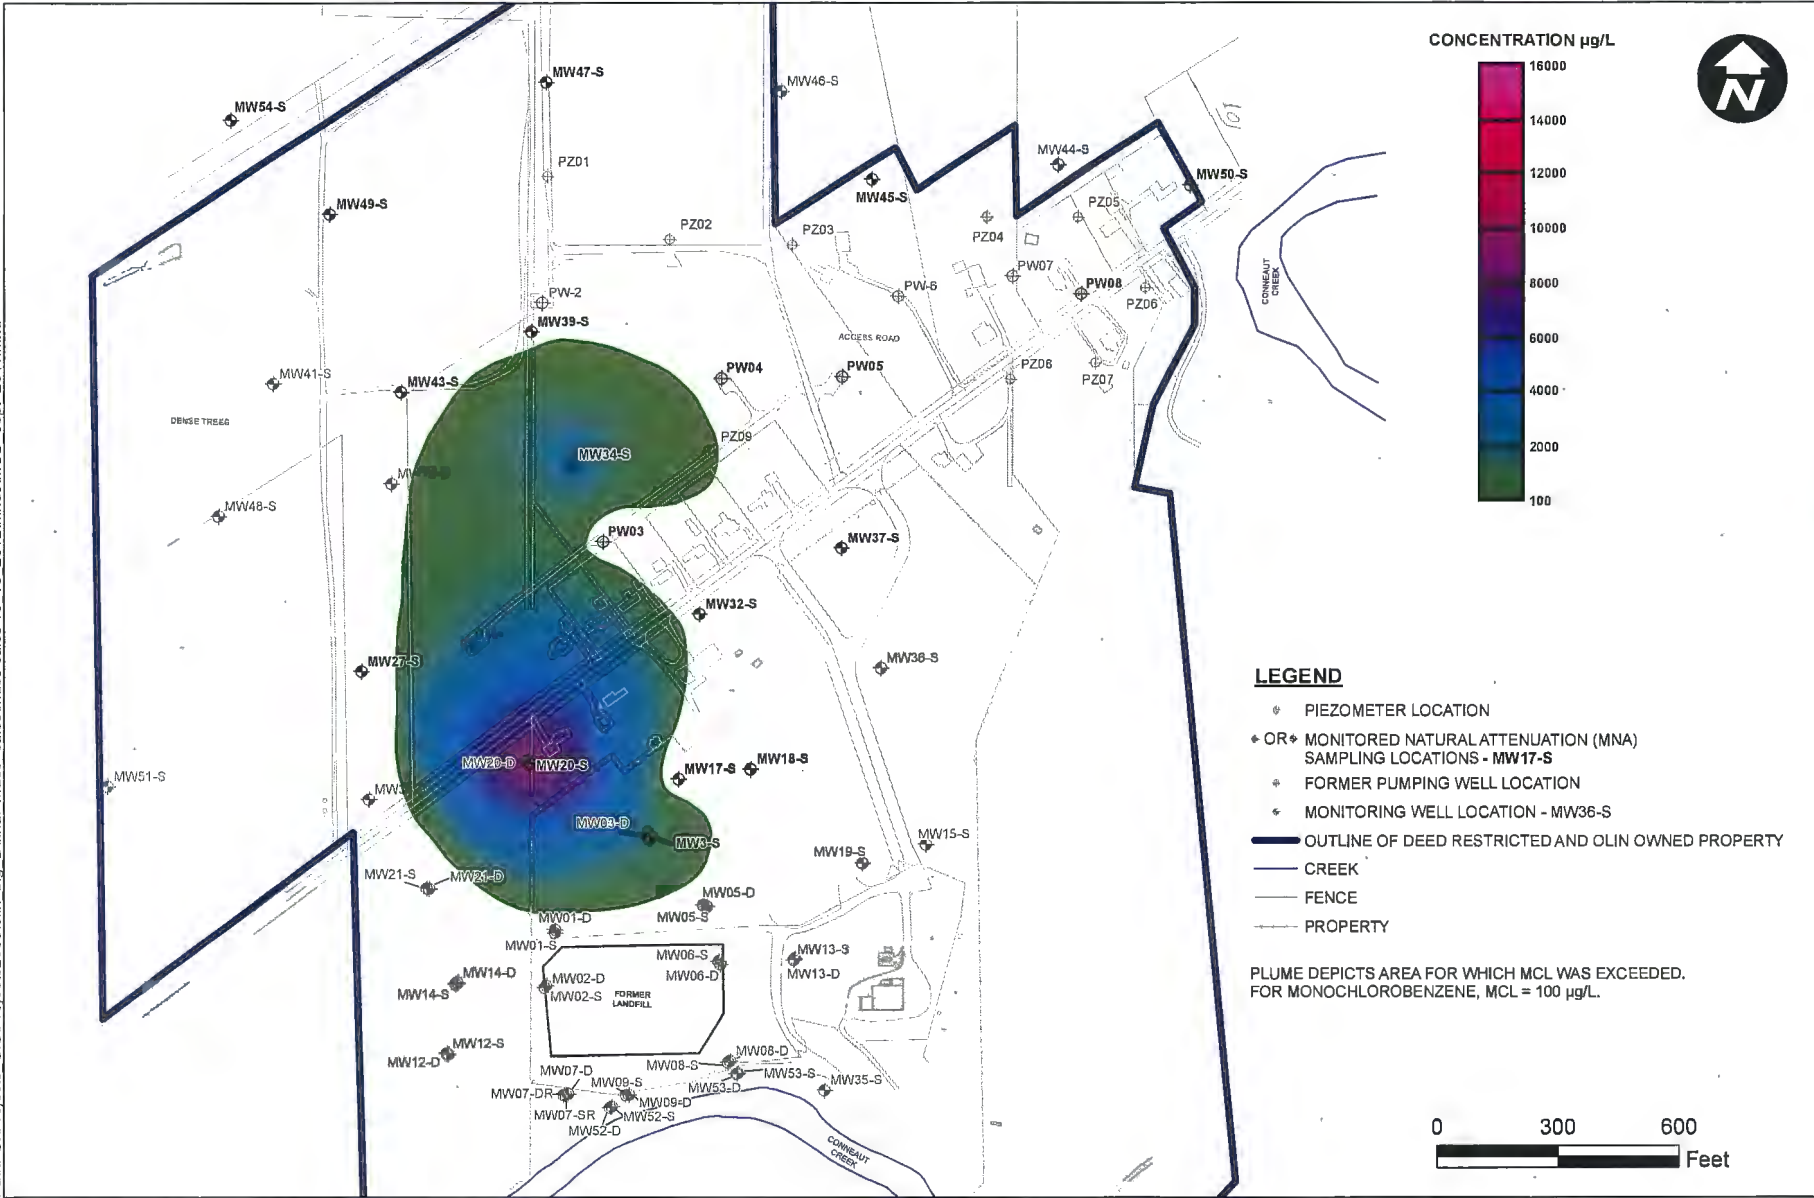 CONCENTRATION µg/L
16000
14000
12000
10000
8000
6000
4000
2000
100
N
MW47-S
MW46-S
MW54-S
PZ01
MW44-S
MW45-S
MW50-S
MW49-S
PZ02
PZ03
PZ04
PZ05
PW07
PW-2
PW-6
PW08
PZ06
CONNEAUT
CREEK
MW39-S
ACCESS ROAD
MW41-S
MW43-S
PW04
PW05
PZ08
PZ07
DENSE TREES
PZ09
MW34-S
MW48-S
PW03
MW37-S
MW32-S
MW27-S
MW36-S
MW51-S
MW20-D
MW20-S
MW17-S
MW18-S
MW03-D
MW3-S
MW19-S
MW15-S
MW21-S
MW21-D
MW05-D
MW05-S
MW01-D
MW01-S
MW06-S
MW06-D
MW13-S
MW13-D
MW14-D
MW14-S
MW02-D
MW02-S
FORMER
LANDFILL
MW12-S
MW12-D
MW08-D
MW08-S
MW53-S
MW53-D
MW35-S
MW07-D
MW09-S
MW07-DR
MW09-D
MW07-SR
MW52-S
MW52-D
CONNEAUT
CREEK
LEGEND
PIEZOMETER LOCATION
OR MONITORED NATURAL ATTENUATION (MNA)
SAMPLING LOCATIONS - MW17-S
FORMER PUMPING WELL LOCATION
MONITORING WELL LOCATION - MW36-S
OUTLINE OF DEED RESTRICTED AND OLIN OWNED PROPERTY
CREEK
FENCE
PROPERTY
PLUME DEPICTS AREA FOR WHICH MCL WAS EXCEEDED.
FOR MONOCHLOROBENZENE, MCL = 100 µg/L.
0 300 600
Feet